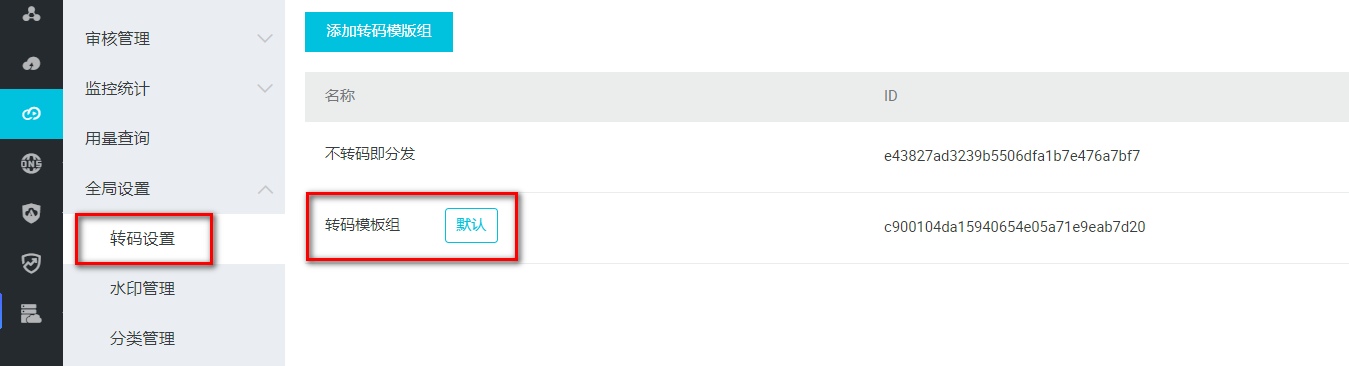 添加转码模版组
审核管理
监控统计
名称
ID
用量查询
不转码即分发
e43827ad3239b5506dfa1b7e476a7bf7
全局设置
转码模板组
默认
c900104da15940654e05a71e9eab7d20
转码设置
水印管理
分类管理
DNS